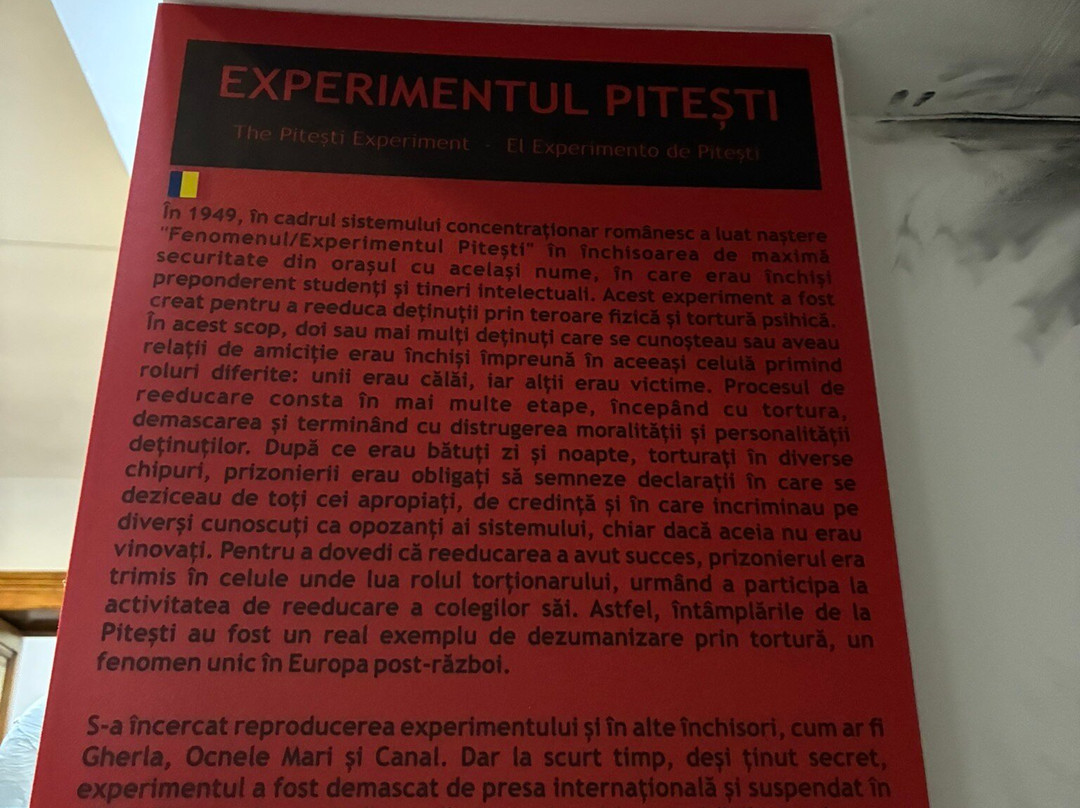 EXPERIMENTUL PITEȘTI
The Pitești Experiment · El Experimento de Pitești
În 1949, în cadrul sistemului concentraționar românesc a luat naștere
"Fenomenul/Experimentul Pitești" în închisoarea de maximă
securitate din orașul cu același nume, în care erau închiși
preponderent studenți și tineri intelectuali. Acest experiment a fost
creat pentru a reeduca deținuții prin teroare fizică și tortură psihică.
În acest scop, doi sau mai mulți deținuți care se cunoșteau sau aveau
relații de amiciție erau închiși împreună în aceeași celulă primind
roluri diferite: unii erau călăi, iar alții erau victime. Procesul de
reeducare consta în mai multe etape, începând cu tortura,
demascarea și terminând cu distrugerea moralității și personalității
deținuților. După ce erau bătuți zi și noapte, torturați în diverse
chipuri, prizonierii erau obligați să semneze declarații în care se
deziceau de toți cei apropiați, de credință și în care incriminau pe
diverși cunoscuți ca opozanți ai sistemului, chiar dacă aceia nu erau
vinovați. Pentru a dovedi că reeducarea a avut succes, prizonierul era
trimis în celule unde lua rolul torționarului, urmând a participa la
activitatea de reeducare a colegilor săi. Astfel, întâmplările de la
Pitești au fost un real exemplu de dezumanizare prin tortură, un
fenomen unic în Europa post-război.
S-a încercat reproducerea experimentului și în alte închisori, cum ar fi
Gherla, Ocnele Mari și Canal. Dar la scurt timp, deși ținut secret,
experimentul a fost demascat de presa internațională și suspendat în